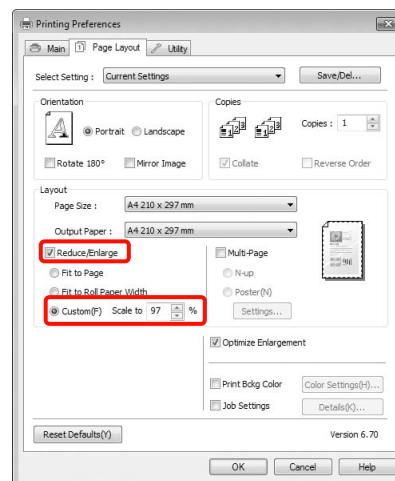 Printing Preferences
Main Page Layout Utility
Select Setting : Current Settings Save/Del...
Orientation Copies
Portrait Landscape Copies : 1
Rotate 180° Mirror Image Collate Reverse Order
Layout
Page Size : A4 210 x 297 mm
Output Paper : A4 210 x 297 mm
Reduce/Enlarge Multi-Page
Fit to Page N-up
Fit to Roll Paper Width Poster(N)
Custom(F) Scale to 97 % Settings...
Optimize Enlargement
Print Bckg Color Color Settings(H)...
Job Settings Details(K)...
Reset Defaults(Y) Version 6.70
OK Cancel Help